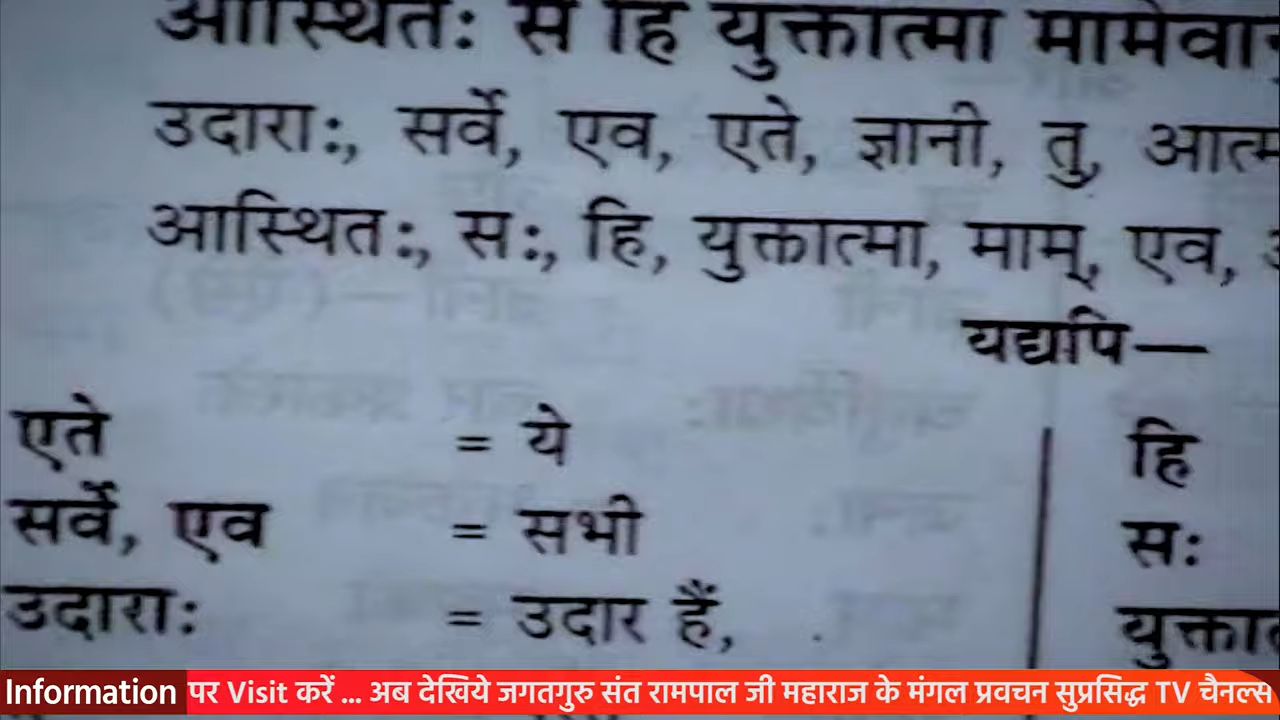 आस्थितः स हि युक्तात्मा
उदाराः, सर्वे, एव, एते, ज्ञानी, तु,
आस्थितः, सः, हि, युक्तात्मा, माम्, एव,
यद्यपि—
एते = ये
हि
सर्वे, एव = सभी
सः
उदाराः = उदार हैं,
Information पर Visit करें ... अब देखिये जगतगुरु संत रामपाल जी महाराज के मंगल प्रवचन सुप्रसिद्ध TV चैनल्स